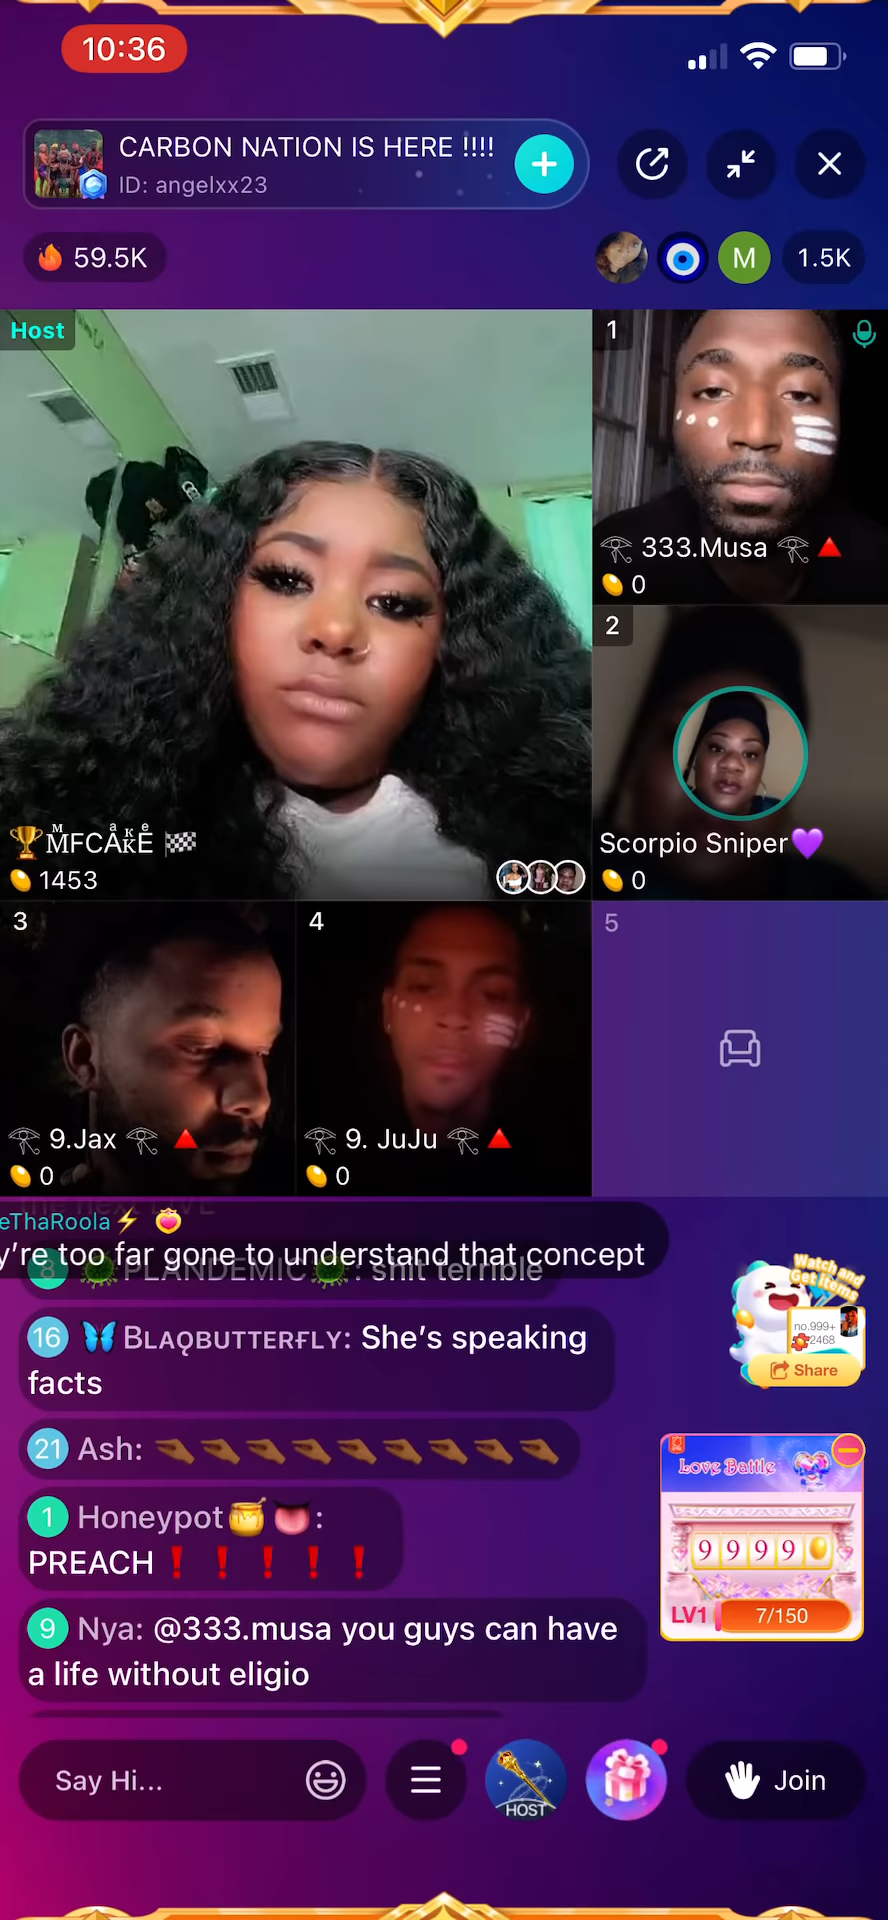 10:36
CARBON NATION IS HERE !!!!
ID: angelxx23
59.5K
M
1.5K
Host
1
333.Musa
0
2
Scorpio Sniper💜
0
🏆M̽FCAKE 🏁
1453
3
9.Jax
0
4
9. JuJu
0
5
eThaRoola⚡
y're too far gone to understand that concept
8 PLANDEMIC: shit terrible
16 🦋 BLAQBUTTERFLY: She's speaking
facts
21 Ash:
1 Honeypot🍯👅:
PREACH❗❗❗❗❗
9 Nya: @333.musa you guys can have
a life without eligio
Watch and
Get items
no.999+
2468
Share
Love Battle
9 9 9 9
LV1 7/150
Say Hi...
HOST
Join